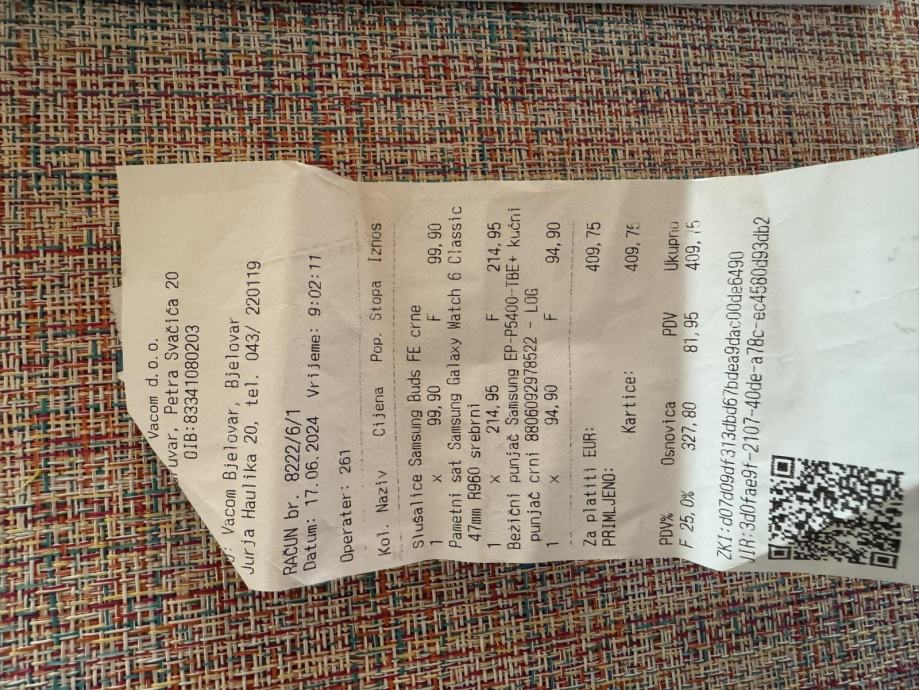 Vacom d.o.o.
Petra Svačića 20
OIB:83341080203
Vacom Bjelovar, Bjelovar
Jurja Haulika 20, tel. 043/ 220119
RAČUN br. 8222/6/1
Datum: 17.06.2024 Vrijeme: 9:02:11
Operater: 261
Kol. Naziv Cijena Pop. Stopa Iznos
Slušalice Samsung Buds FE crne
1 x 99,90 F 99,90
Pametni sat Samsung Galaxy Watch 6 Classic
47mm R960 srebrni
1 x 214,95 F 214,95
Bežični punjač Samsung EP-P5400-TBE+ kućni
punjač crni 8806092978522 - LOG
1 x 94,90 F 94,90
Za platiti EUR: 409,75
PRIMLJENO:
Kartice: 409,75
PDV% Osnovica PDV Ukupno
F 25,0% 327,80 81,95 409,75
ZKI:d07d09df313dbd67bdea9dac00de6490
JIR:3d0fae9f-2107-40de-a78c-ec4580d93db2